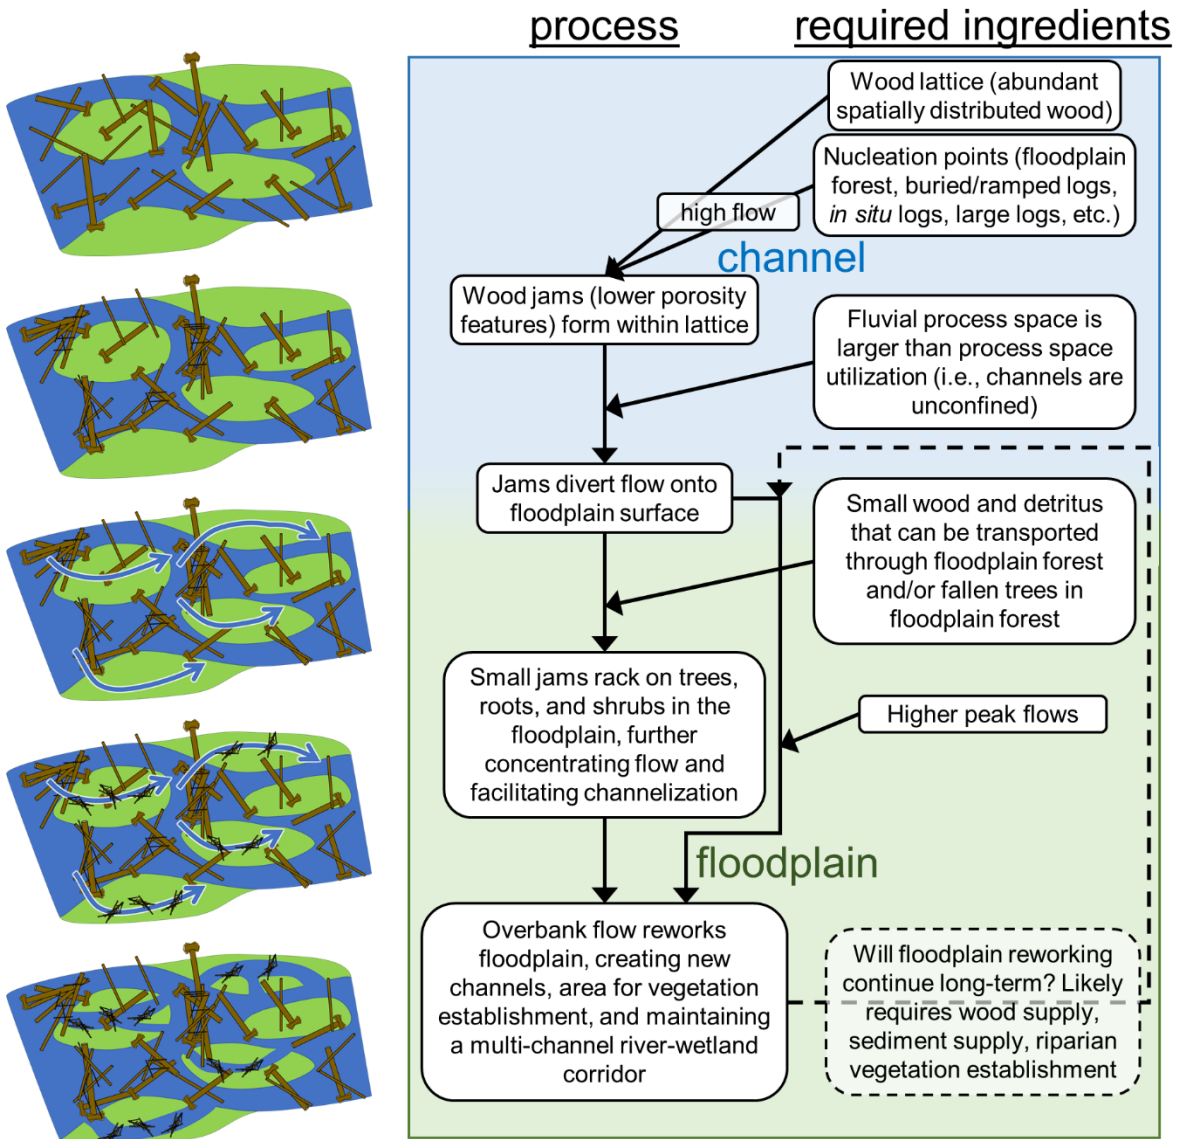 process
required ingredients
Wood lattice (abundant
spatially distributed wood)
Nucleation points (floodplain
forest, buried/ramped logs,
in situ logs, large logs, etc.)
high flow
channel
Wood jams (lower porosity
features) form within lattice
Fluvial process space is
larger than process space
utilization (i.e., channels are
unconfined)
Jams divert flow onto
floodplain surface
Small wood and detritus
that can be transported
through floodplain forest
and/or fallen trees in
floodplain forest
Small jams rack on trees,
roots, and shrubs in the
floodplain, further
concentrating flow and
facilitating channelization
Higher peak flows
floodplain
Overbank flow reworks
floodplain, creating new
channels, area for vegetation
establishment, and maintaining
a multi-channel river-wetland
corridor
Will floodplain reworking
continue long-term? Likely
requires wood supply,
sediment supply, riparian
vegetation establishment